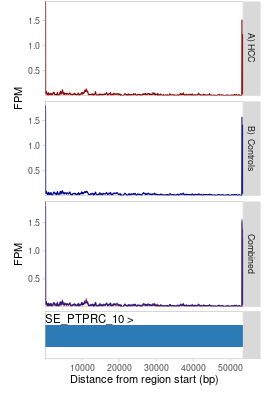 1.5
1.0
0.5
A) HCC
FPM
1.5
1.0
0.5
B) Controls
1.5
1.0
0.5
Combined
FPM
SE_PTPRC_10 >
10000 20000 30000 40000 50000
Distance from region start (bp)